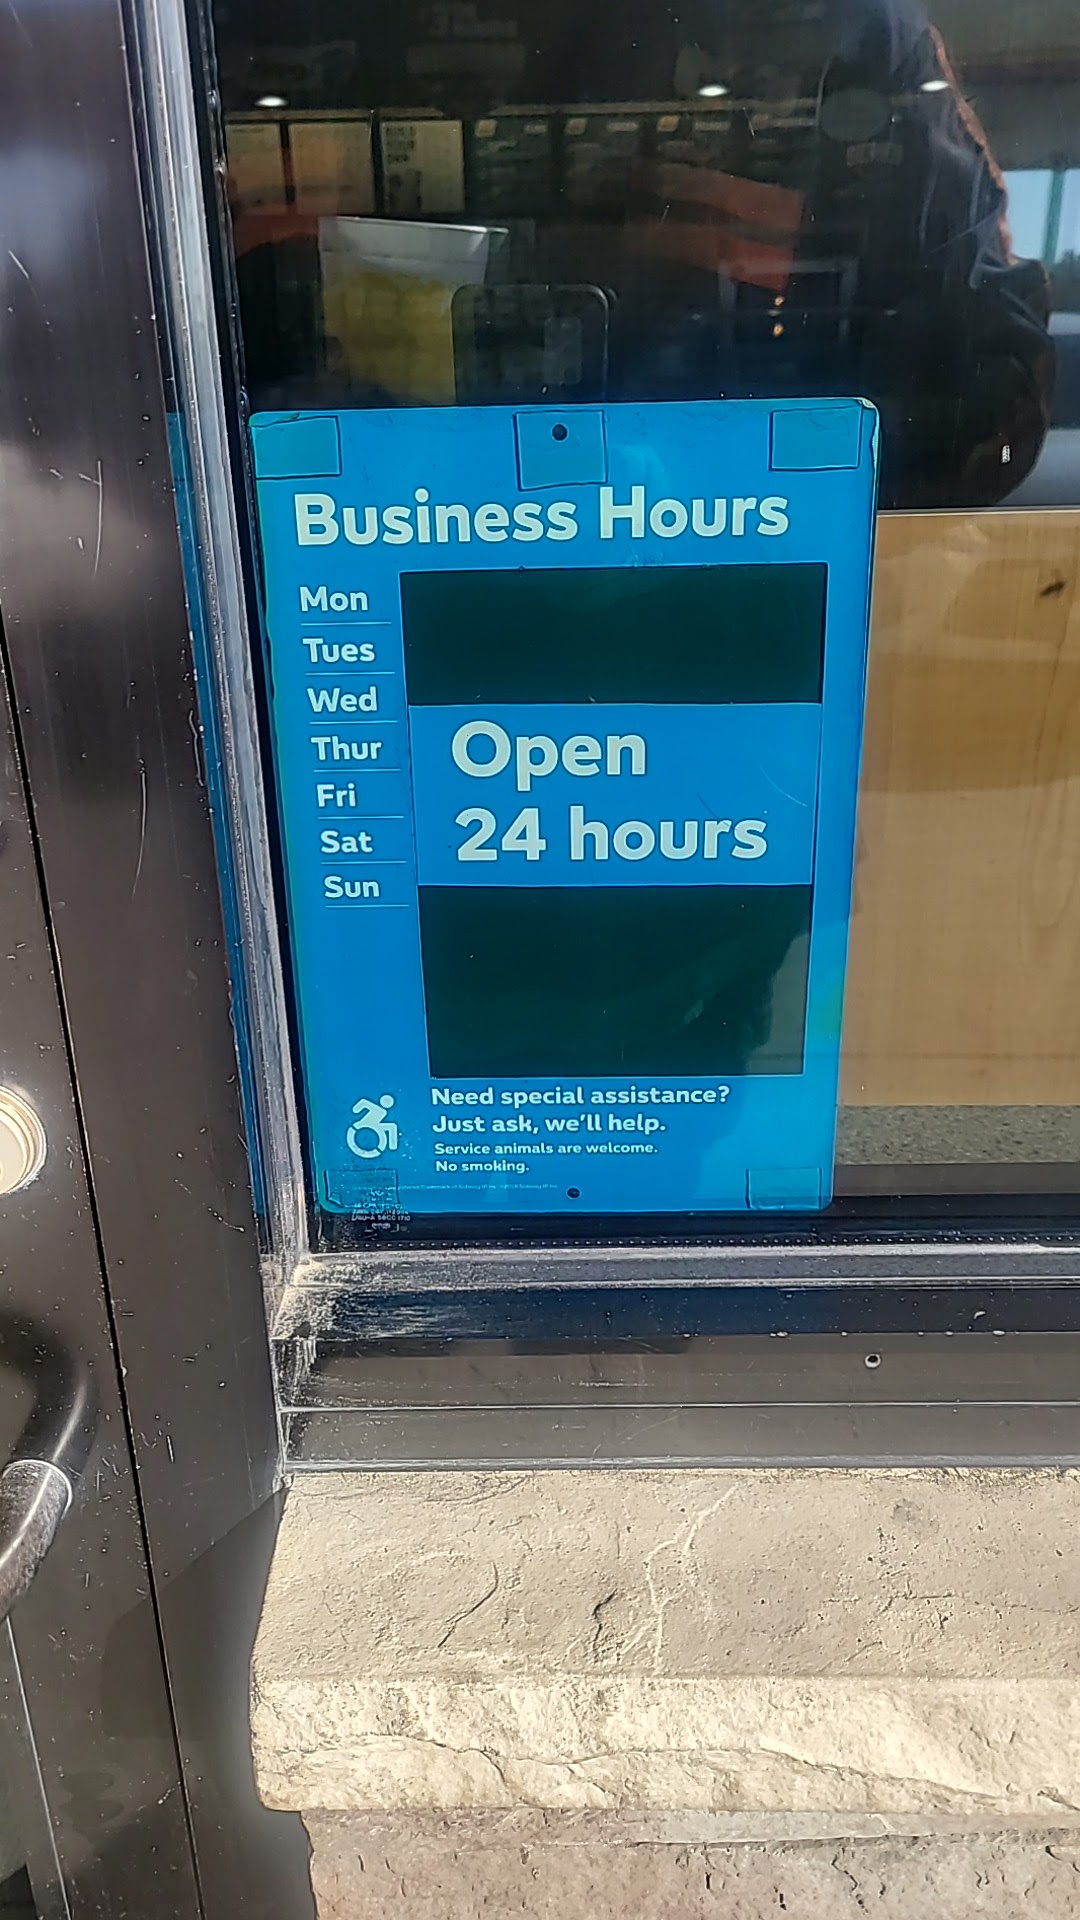 Business Hours
Mon
Tues
Wed
Thur
Fri
Sat
Sun
Open
24 hours
Need special assistance?
Just ask, we'll help.
Service animals are welcome.
No smoking.